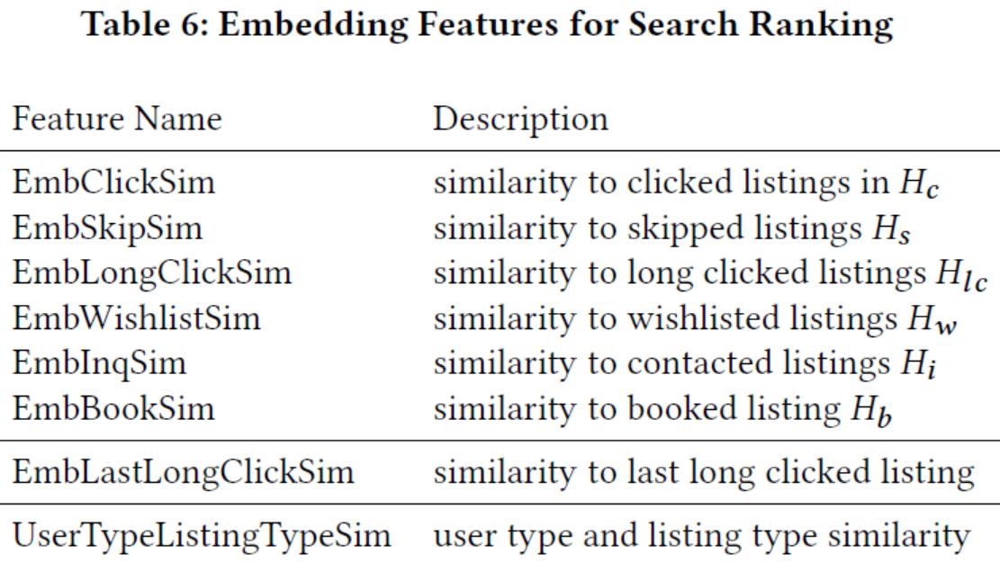 Table 6: Embedding Features for Search Ranking
Feature Name Description
EmbClickSim similarity to clicked listings in H_c
EmbSkipSim similarity to skipped listings H_s
EmbLongClickSim similarity to long clicked listings H_lc
EmbWishlistSim similarity to wishlisted listings H_w
EmbInqSim similarity to contacted listings H_i
EmbBookSim similarity to booked listing H_b
EmbLastLongClickSim similarity to last long clicked listing
UserTypeListingTypeSim user type and listing type similarity